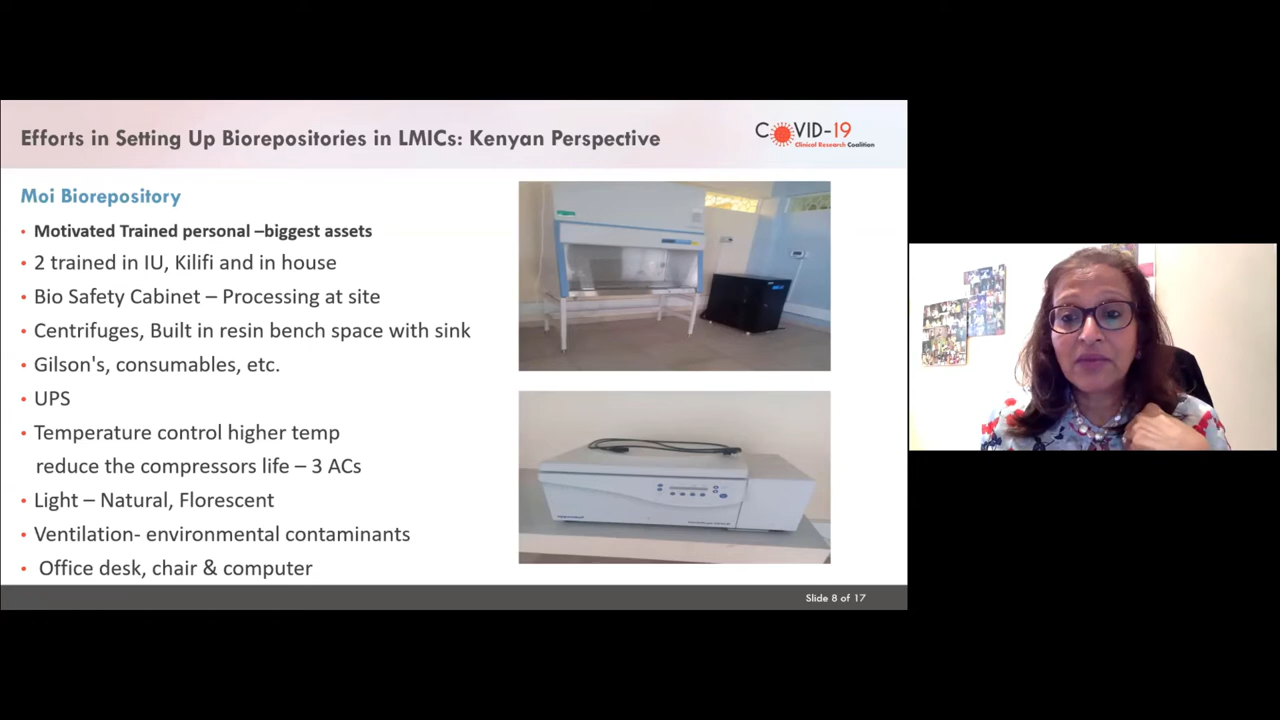 Efforts in Setting Up Biorepositories in LMICs: Kenyan Perspective
COVID-19
Clinical Research Coalition
Moi Biorepository
• Motivated Trained personal –biggest assets
• 2 trained in IU, Kilifi and in house
• Bio Safety Cabinet – Processing at site
• Centrifuges, Built in resin bench space with sink
• Gilson's, consumables, etc.
• UPS
• Temperature control higher temp
reduce the compressors life – 3 ACs
• Light – Natural, Florescent
• Ventilation- environmental contaminants
• Office desk, chair & computer
Slide 8 of 17